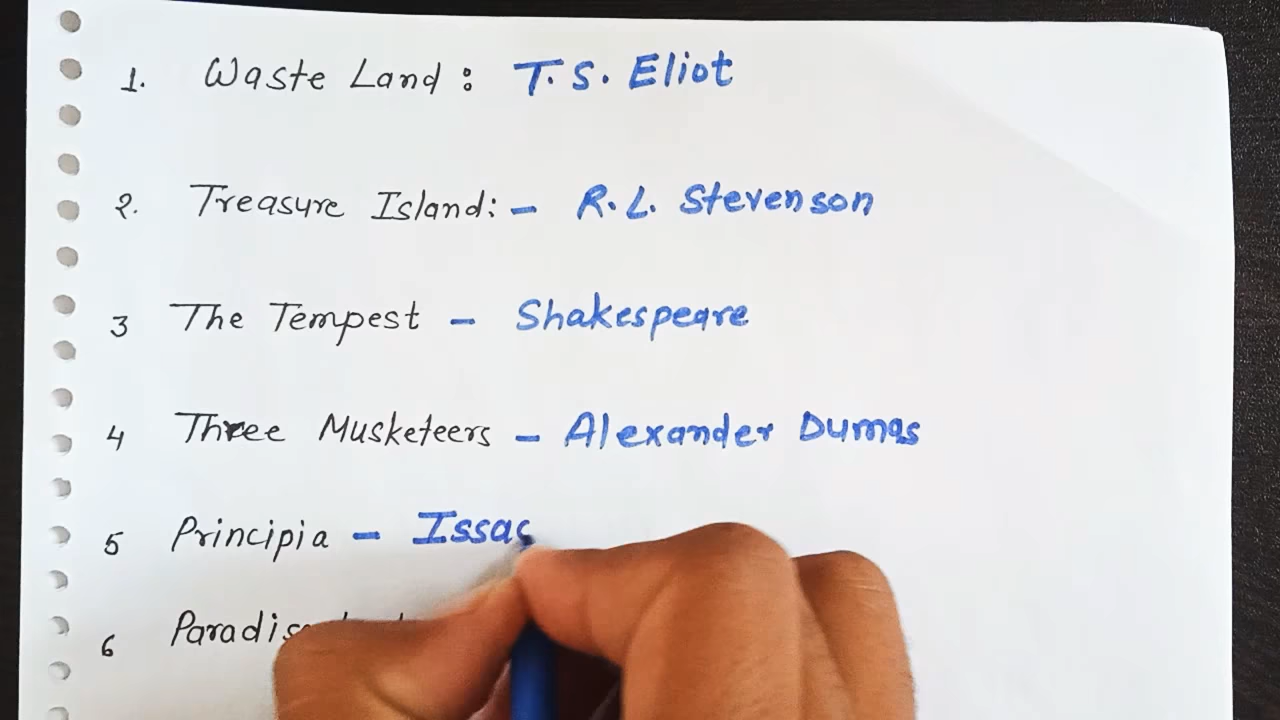 1. Waste Land : T. S. Eliot
2. Treasure Island: - R. L. Stevenson
3 The Tempest - Shakespeare
4 Three Musketeers - Alexander Dumas
5 Principia - Issac
6